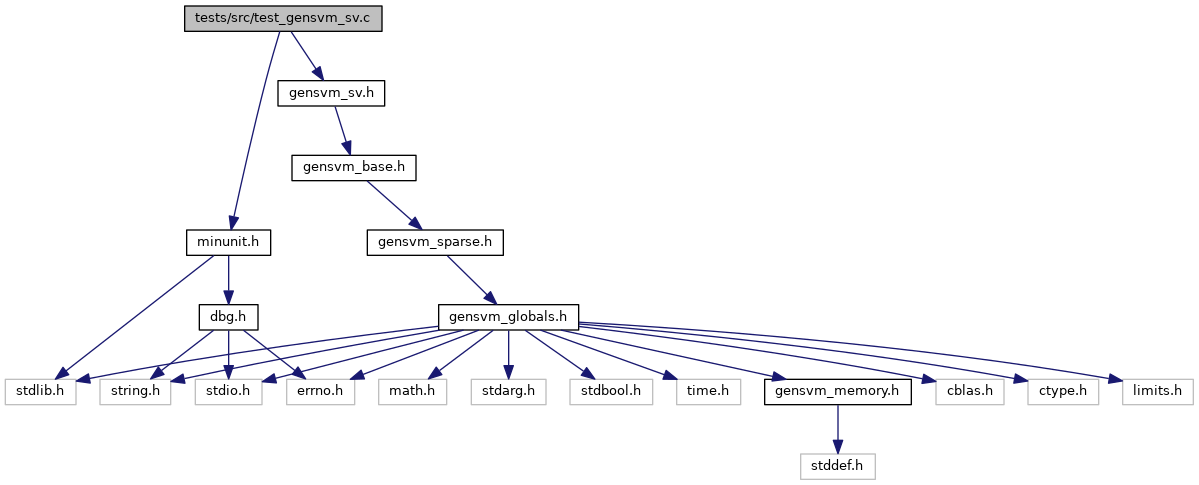 tests/src/test_gensvm_sv.c
gensvm_sv.h
gensvm_base.h
minunit.h
gensvm_sparse.h
dbg.h
gensvm_globals.h
stdlib.h
string.h
stdio.h
errno.h
math.h
stdarg.h
stdbool.h
time.h
gensvm_memory.h
cblas.h
ctype.h
limits.h
stddef.h